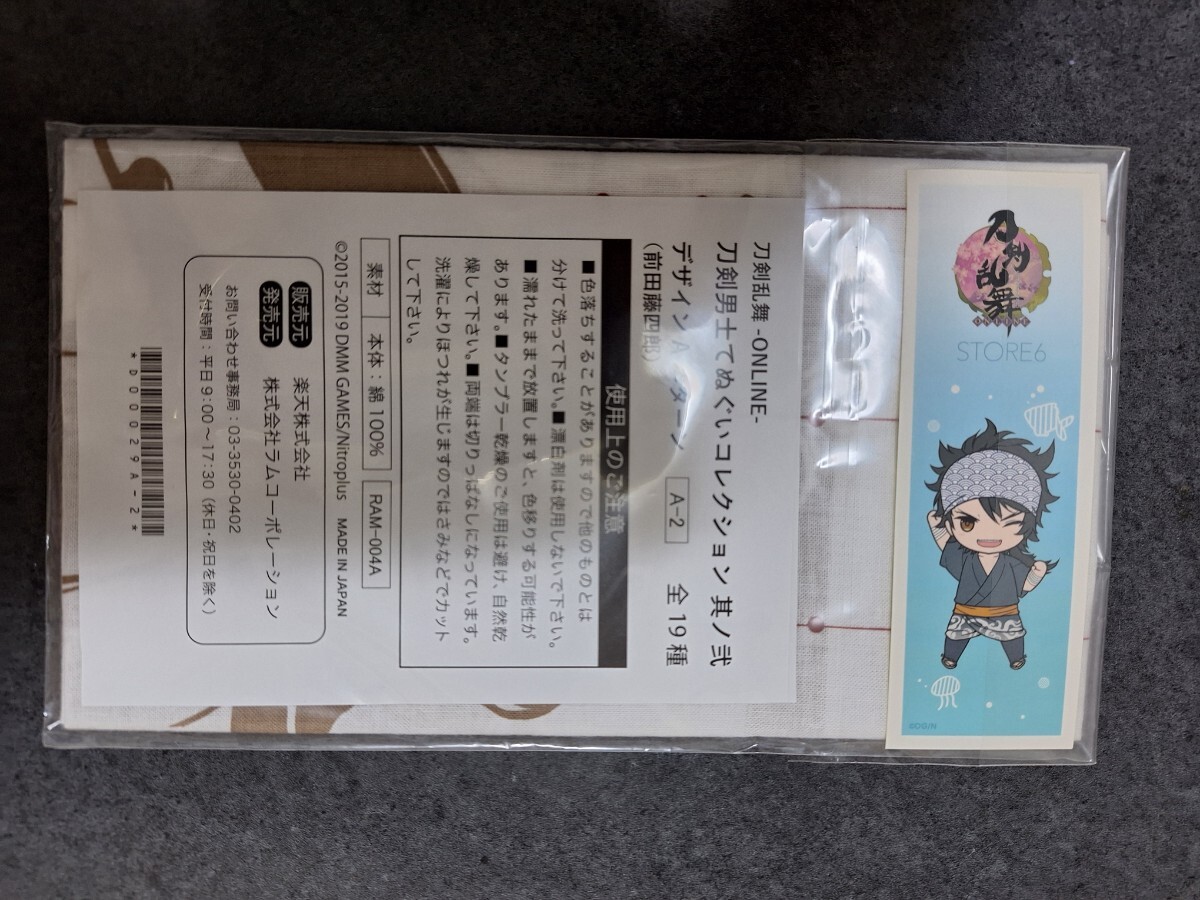 刀剣乱舞 -ONLINE-
刀剣男士てぬぐいコレクション 其ノ弐
デザインAパターン A-2 全19種
(前田藤四郎)
使用上のご注意
■色落ちすることがありますので他のものとは
分けて洗って下さい。■漂白剤は使用しないで下さい。
■濡れたままで放置しますと、色移りする可能性が
あります。■タンブラー乾燥のご使用は避け、自然乾
燥して下さい。■両端は切りっぱなしになっています。
洗濯によりほつれが生じますのではさみなどでカット
して下さい。
素材 本体:綿100% RAM-004A
©2015-2019 DMM GAMES/Nitroplus MADE IN JAPAN
販売元 楽天株式会社
発売元 株式会社ラムコーポレーション
お問い合わせ事務局:03-3530-0402
受付時間:平日9:00～17:30(休日・祝日を除く)
*D0029A-2*
刀剣乱舞
ONLINE
STORE6
©DG/N